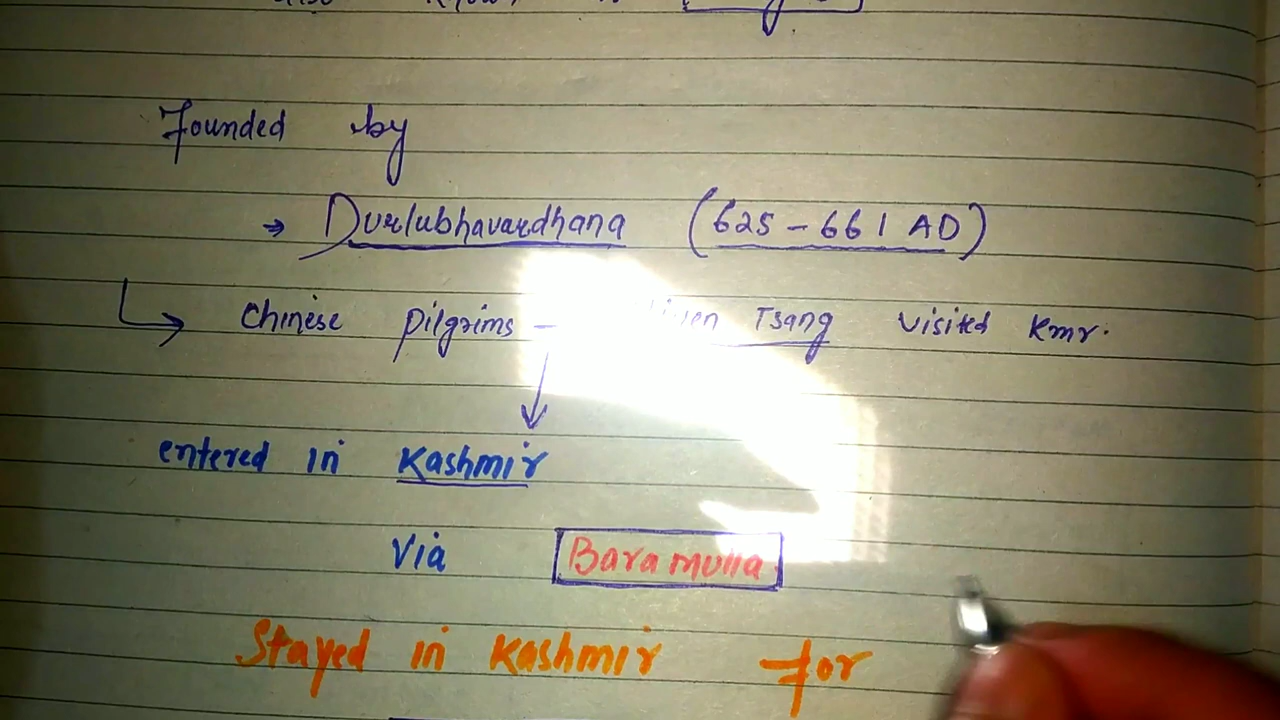 Founded by
→ Durlubhavardhana (625 - 661 AD)
Chinese pilgrims - Tsang visited Kmr.
entered in Kashmir
Via Baramulla.
Stayed in Kashmir for